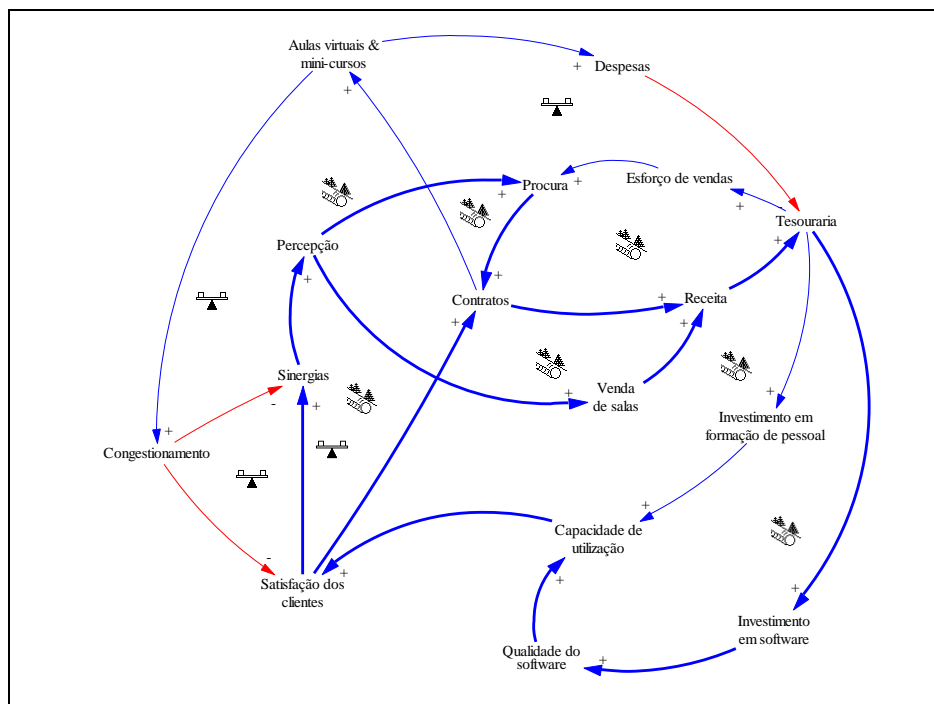 Aulas virtuais &
mini-cursos
+
Despesas
+
Procura
+
+
Esforço de vendas
+
-
Tesouraria
+
Percepção
+
Contratos
+
+
+
Receita
+
Sinergias
-
+
+
Venda
de salas
+
Investimento em
formação de pessoal
+
Congestionamento
+
Capacidade de
utilização
+
-
Satisfação dos
clientes
+
+
Investimento
em software
Qualidade do
software
+